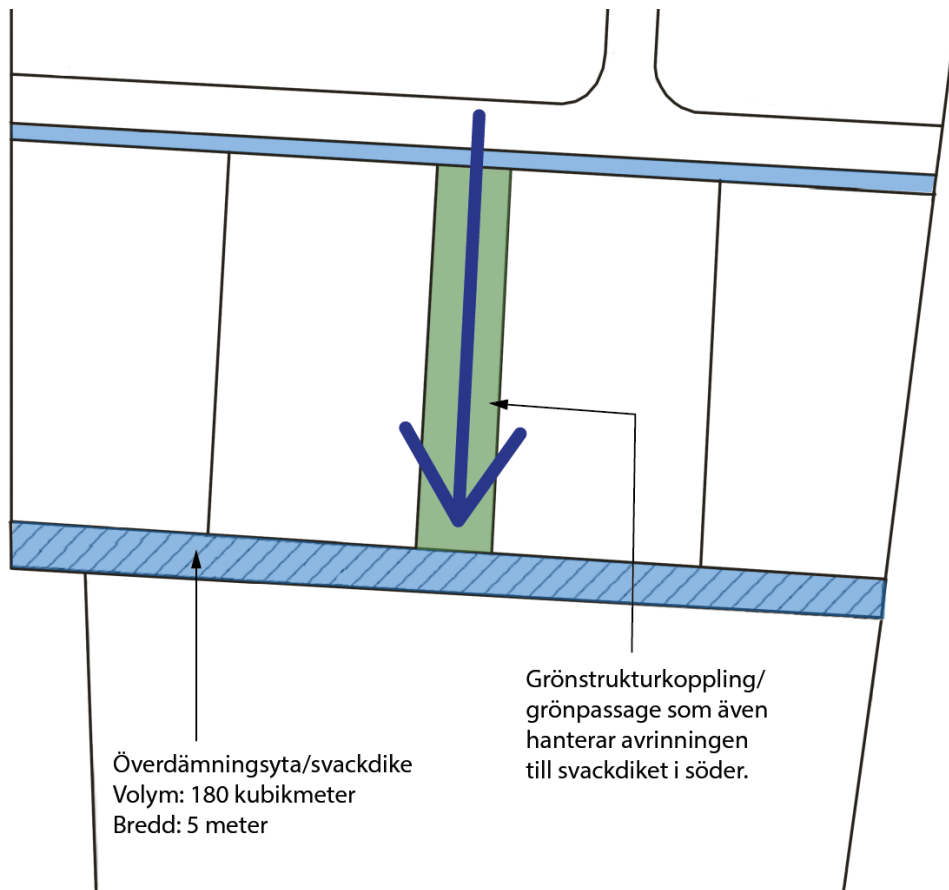 Grönstrukturkoppling/
grönpassage som även
hanterar avrinningen
till svackdiket i söder.
Överdämningsyta/svackdike
Volym: 180 kubikmeter
Bredd: 5 meter